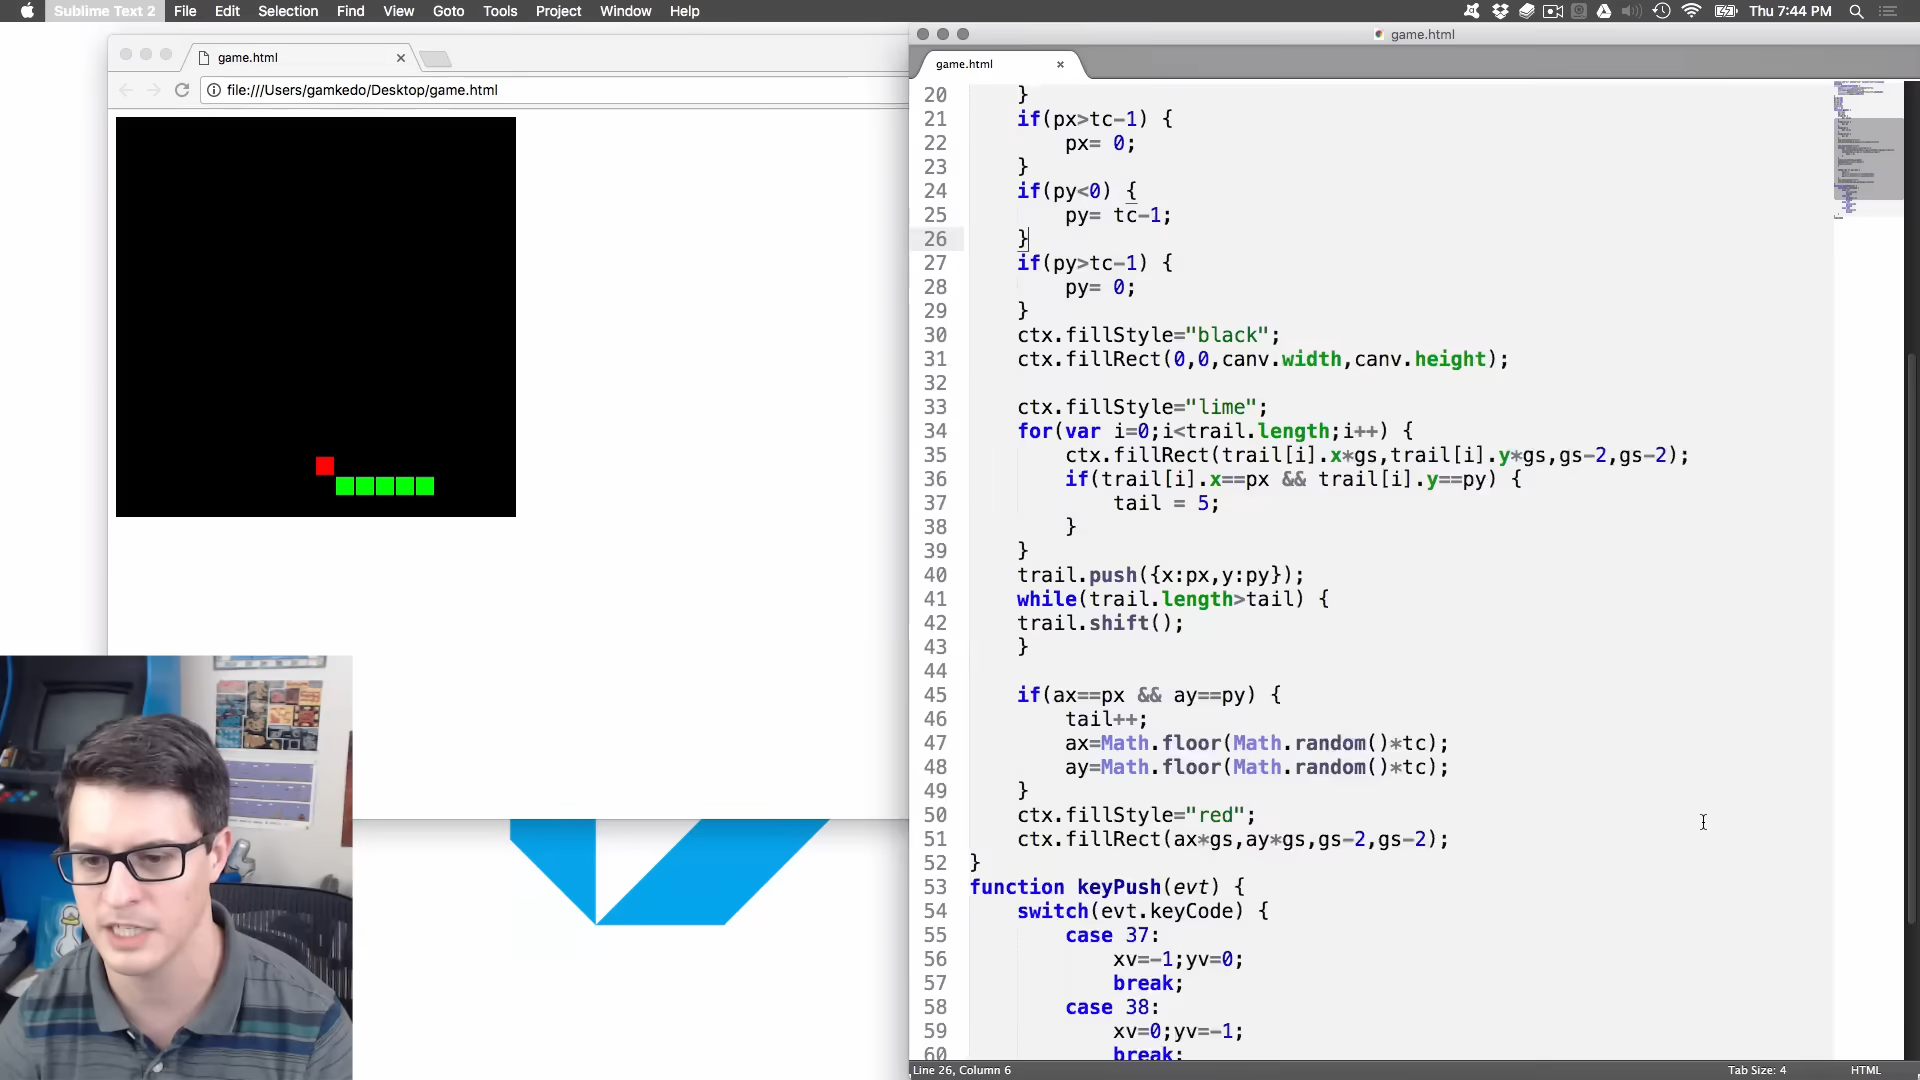 Sublime Text 2 File Edit Selection Find View Goto Tools Project Window Help Thu 7:44 PM
game.html
file:///Users/gamkedo/Desktop/game.html
game.html
game.html
20 }
21 if(px>tc-1) {
22 px= 0;
23 }
24 if(py<0) {
25 py= tc-1;
26 }
27 if(py>tc-1) {
28 py= 0;
29 }
30 ctx.fillStyle="black";
31 ctx.fillRect(0,0,canv.width,canv.height);
32
33 ctx.fillStyle="lime";
34 for(var i=0;i<trail.length;i++) {
35 ctx.fillRect(trail[i].x*gs,trail[i].y*gs,gs-2,gs-2);
36 if(trail[i].x==px && trail[i].y==py) {
37 tail = 5;
38 }
39 }
40 trail.push({x:px,y:py});
41 while(trail.length>tail) {
42 trail.shift();
43 }
44
45 if(ax==px && ay==py) {
46 tail++;
47 ax=Math.floor(Math.random()*tc);
48 ay=Math.floor(Math.random()*tc);
49 }
50 ctx.fillStyle="red";
51 ctx.fillRect(ax*gs,ay*gs,gs-2,gs-2);
52 }
53 function keyPush(evt) {
54 switch(evt.keyCode) {
55 case 37:
56 xv=-1;yv=0;
57 break;
58 case 38:
59 xv=0;yv=-1;
60 break;
Line 26, Column 6 Tab Size: 4 HTML